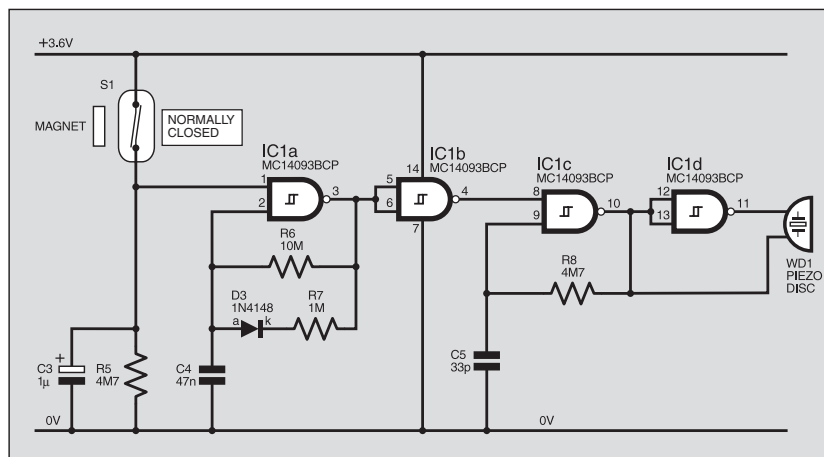 +3.6V
S1
MAGNET
NORMALLY
CLOSED
IC1a
MC14093BCP
1
2
3
IC1b
MC14093BCP
14
5
6
4
7
IC1c
MC14093BCP
8
9
10
IC1d
MC14093BCP
12
13
11
R6
10M
D3
1N4148
a
k
R7
1M
R8
4M7
WD1
PIEZO
DISC
+
C3
1µ
R5
4M7
C4
47n
C5
33p
0V
0V